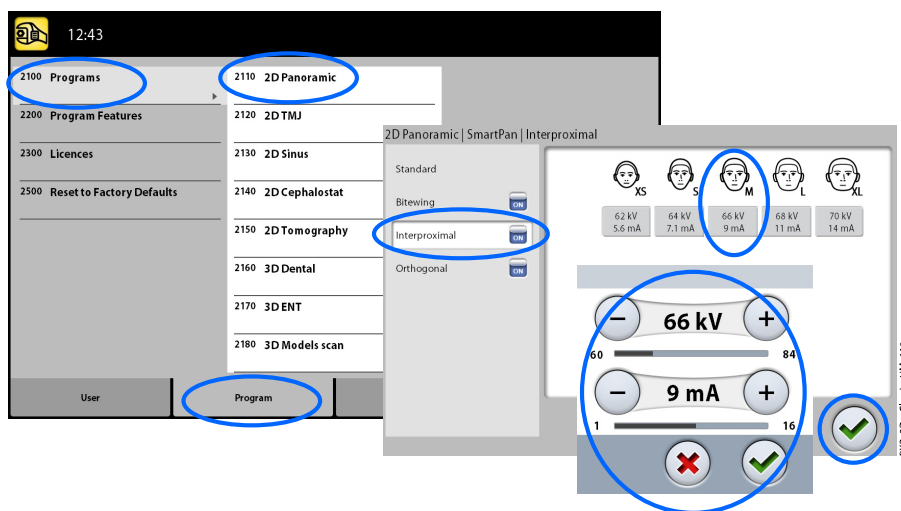 12:43
2100 Programs
2200 Program Features
2300 Licences
2500 Reset to Factory Defaults
2110 2D Panoramic
2120 2D TMJ
2130 2D Sinus
2140 2D Cephalostat
2150 2D Tomography
2160 3D Dental
2170 3D ENT
2180 3D Models scan
User
Program
2D Panoramic | SmartPan | Interproximal
Standard
Bitewing ON
Interproximal ON
Orthogonal ON
XS S M L XL
62 kV 64 kV 66 kV 68 kV 70 kV
5.6 mA 7.1 mA 9 mA 11 mA 14 mA
− 66 kV +
60 84
− 9 mA +
1 16